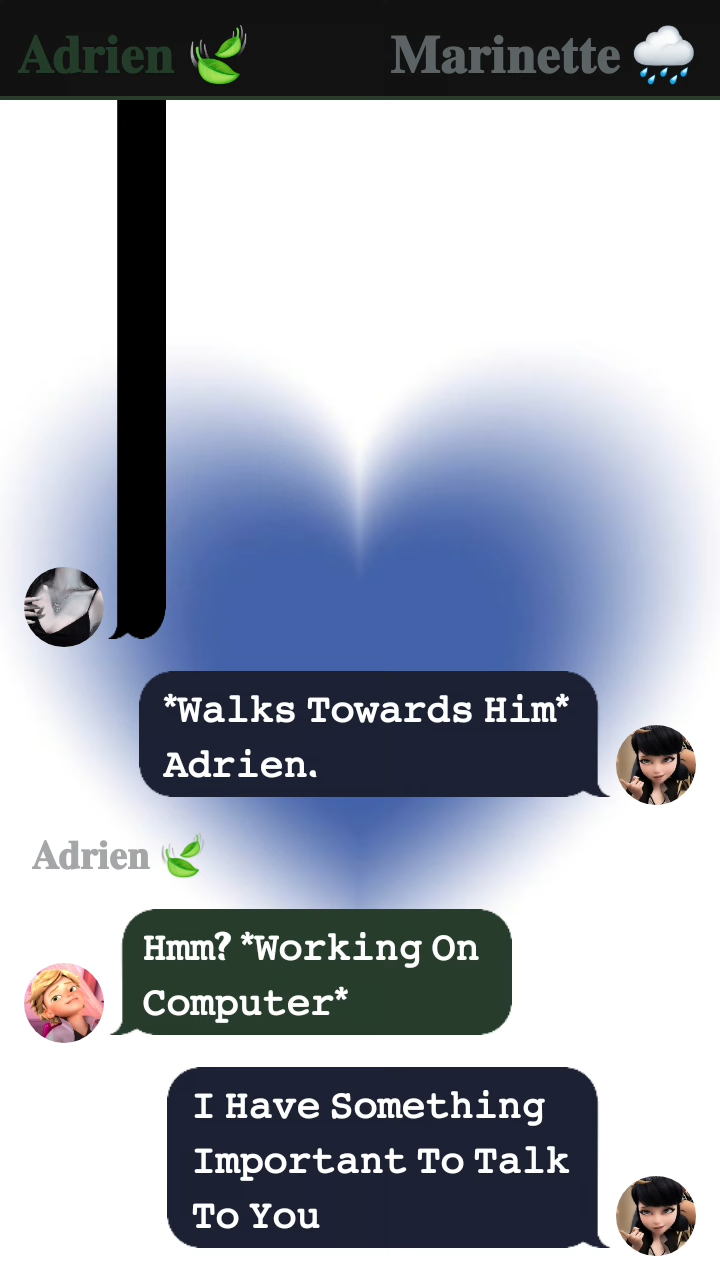 Adrien 🍃 Marinette 🌧️
*Walks Towards Him*
Adrien.
Adrien 🍃
Hmm? *Working On
Computer*
I Have Something
Important To Talk
To You